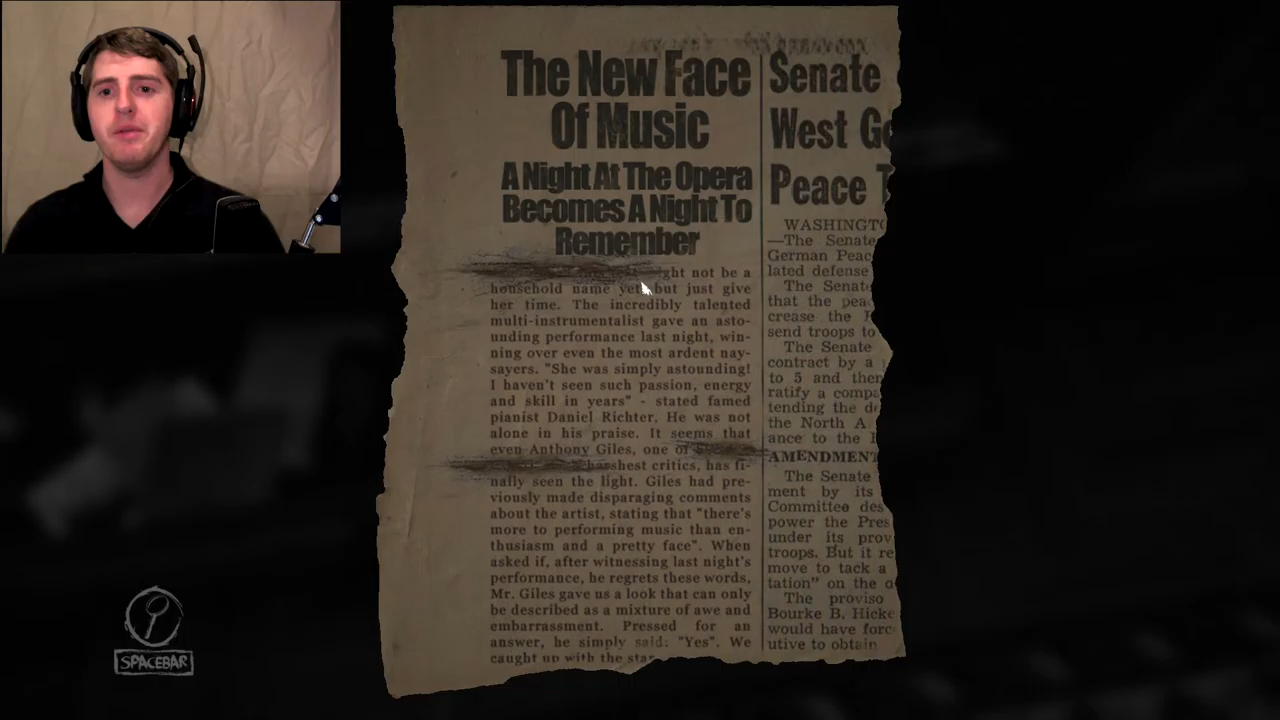 The New Face
Of Music
A Night At The Opera
Becomes A Night To
Remember
not be a
household name yet, but just give
her time. The incredibly talented
multi-instrumentalist gave an asto-
unding performance last night, win-
ning over even the most ardent nay-
sayers. "She was simply astounding!
I haven't seen such passion, energy
and skill in years" - stated famed
pianist Daniel Richter. He was not
alone in his praise. It seems that
even Anthony Giles, one of
harshest critics, has fi-
nally seen the light. Giles had pre-
viously made disparaging comments
about the artist, stating that "there's
more to performing music than en-
thusiasm and a pretty face". When
asked if, after witnessing last night's
performance, he regrets these words,
Mr. Giles gave us a look that can only
be described as a mixture of awe and
embarrassment. Pressed for an
answer, he simply said: "Yes". We
caught up with the star
Senate
West G
Peace T
WASHINGTO
—The Senate
German Peac
lated defense
The Senate
that the peac
crease the
send troops to
The Senate
contract by a
to 5 and then
ratify a compa
tending the de
the North A
ance to the
AMENDMENT
The Senate
ment by its
Committee des
power the Pres
under its prov
troops. But it re
move to tack a
tation" on the
The proviso
Bourke B. Hicke
would have forc
utive to obtain
SPACEBAR